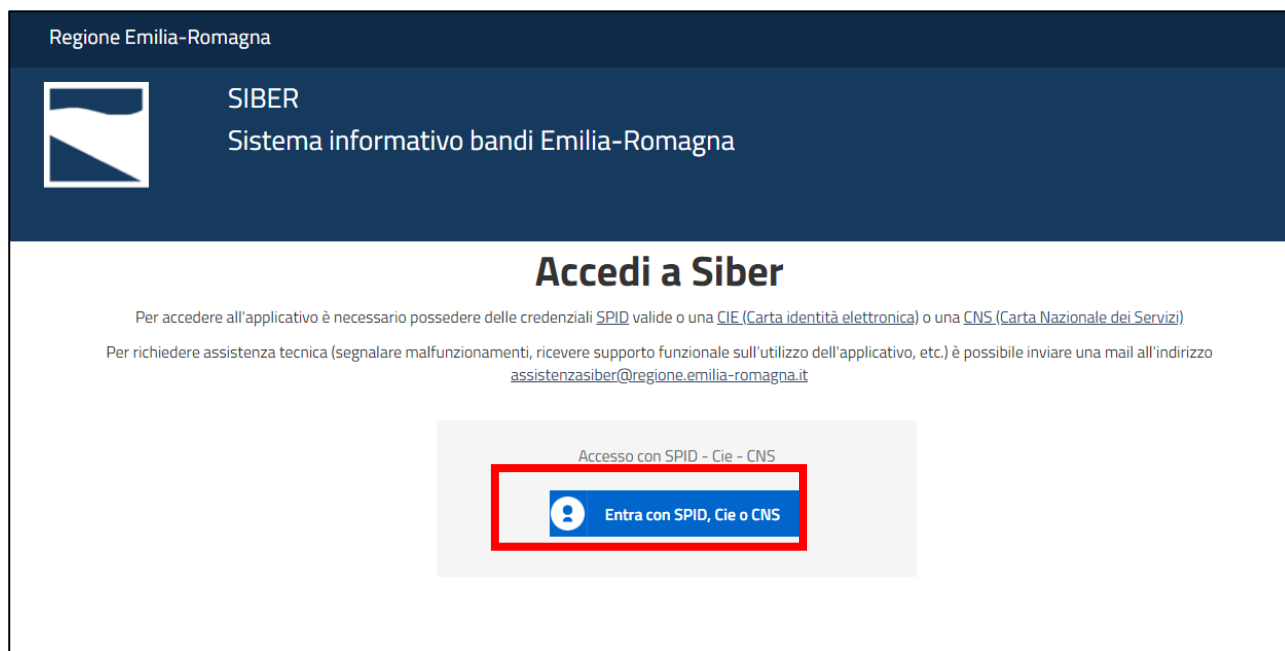 Regione Emilia-Romagna
SIBER
Sistema informativo bandi Emilia-Romagna
Accedi a Siber
Per accedere all'applicativo è necessario possedere delle credenziali SPID valide o una CIE (Carta identità elettronica) o una CNS (Carta Nazionale dei Servizi)
Per richiedere assistenza tecnica (segnalare malfunzionamenti, ricevere supporto funzionale sull'utilizzo dell'applicativo, etc.) è possibile inviare una mail all'indirizzo
assistenzasiber@regione.emilia-romagna.it
Accesso con SPID - Cie - CNS
Entra con SPID, Cie o CNS